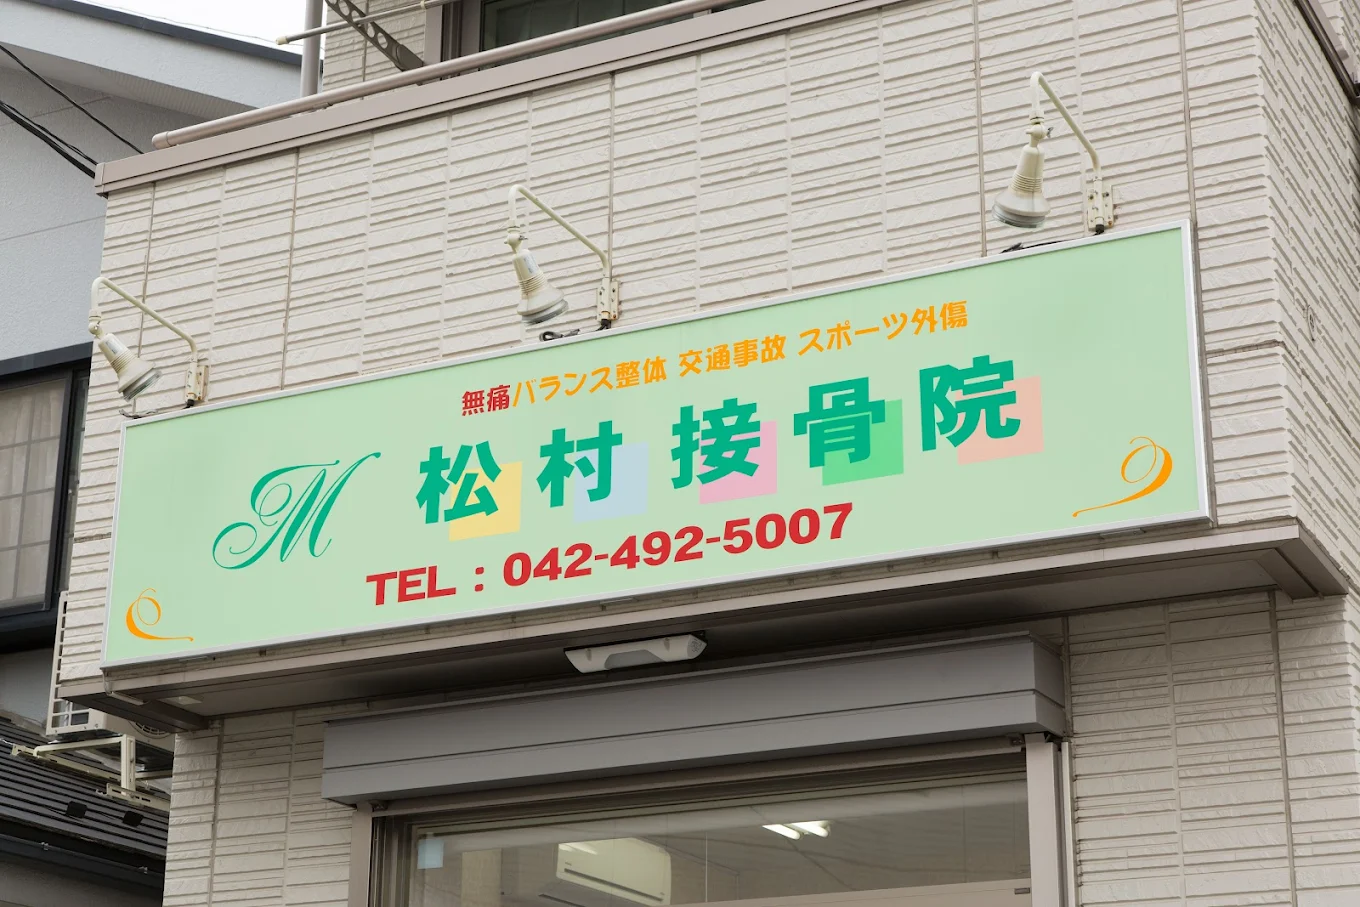 無痛バランス整体 交通事故 スポーツ外傷
M 松村接骨院
TEL : 042-492-5007